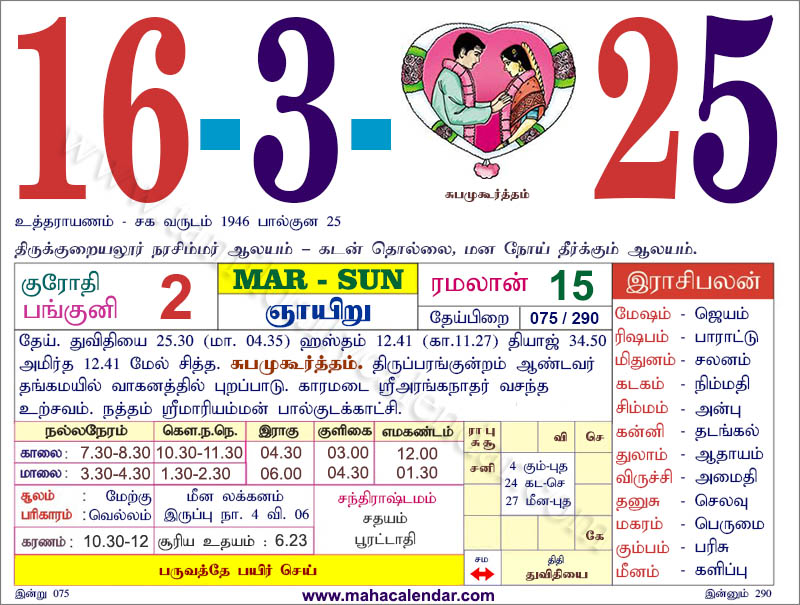 16-3- 25
சுபமுகூர்த்தம்
உத்தராயணம் - சக வருடம் 1946 பால்குன 25
திருக்குறையலூர் நரசிம்மர் ஆலயம் – கடன் தொல்லை, மன நோய் தீர்க்கும் ஆலயம்.
குரோதி
பங்குனி 2
MAR - SUN
ஞாயிறு
ரமலான் 15
தேய்பிறை 075 / 290
தேய். துவிதியை 25.30 (மா. 04.35) ஹஸ்தம் 12.41 (கா.11.27) தியாஜ் 34.50
அமிர்த 12.41 மேல் சித்த. சுபமுகூர்த்தம். திருப்பரங்குன்றம் ஆண்டவர்
தங்கமயில் வாகனத்தில் புறப்பாடு. காரமடை ஸ்ரீஅரங்கநாதர் வசந்த
உற்சவம். நத்தம் ஸ்ரீமாரியம்மன் பால்குடக்காட்சி.
நல்லநேரம் கௌ.ந.நெ. இராகு குளிகை எமகண்டம்
காலை: 7.30-8.30 10.30-11.30 04.30 03.00 12.00
மாலை: 3.30-4.30 1.30-2.30 06.00 04.30 01.30
சூலம் : மேற்கு
பரிகாரம் :வெல்லம்
மீன லக்கனம்
இருப்பு நா. 4 வி. 06
சந்திராஷ்டமம்
சதயம்
பூரட்டாதி
கரணம் : 10.30-12 சூரிய உதயம் : 6.23
பருவத்தே பயிர் செய்
ரா பு
சு சூ
வி செ
சனி
4 கும்-புத
24 கட-செ
27 மீன-புத
கே
சம
திதி
துவிதியை
இராசிபலன்
மேஷம் - ஜெயம்
ரிஷபம் - பாராட்டு
மிதுனம் - சலனம்
கடகம் - நிம்மதி
சிம்மம் - அன்பு
கன்னி - தடங்கல்
துலாம் - ஆதாயம்
விருச்சி - அமைதி
தனுசு - செலவு
மகரம் - பெருமை
கும்பம் - பரிசு
மீனம் - களிப்பு
இன்று 075
www.mahacalendar.com
இன்னும் 290